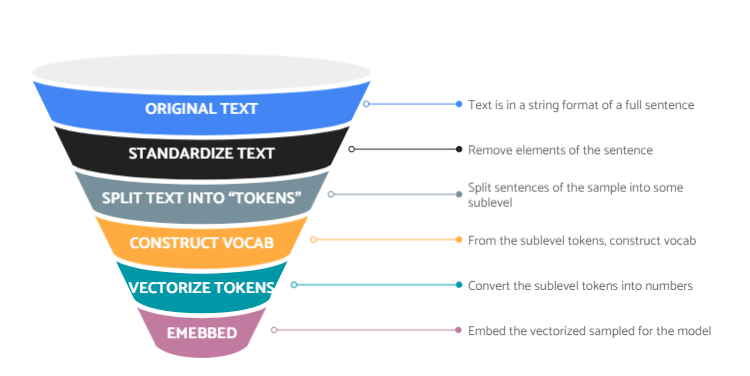 ORIGINAL TEXT
Text is in a string format of a full sentence
STANDARDIZE TEXT
Remove elements of the sentence
SPLIT TEXT INTO “TOKENS”
Split sentences of the sample into some
sublevel
CONSTRUCT VOCAB
From the sublevel tokens, construct vocab
VECTORIZE TOKENS
Convert the sublevel tokens into numbers
EMEBBED
Embed the vectorized sampled for the model